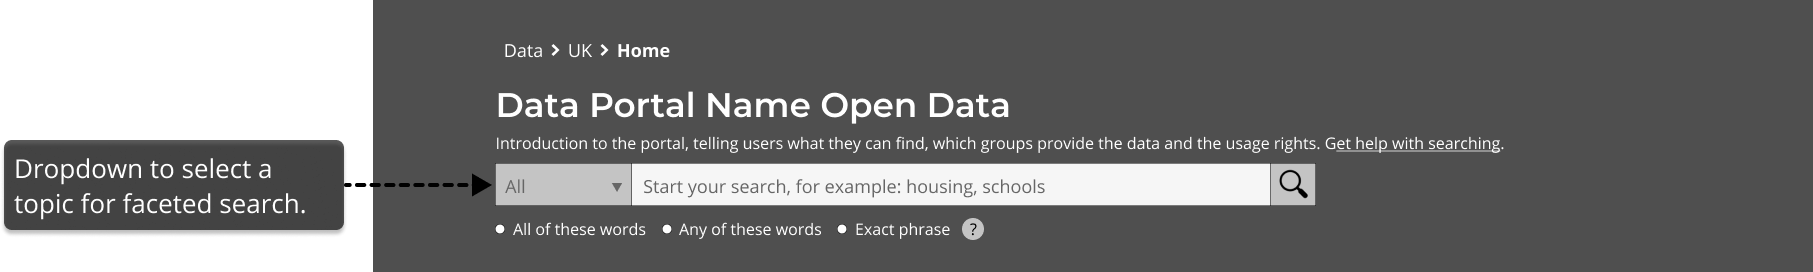 Data > UK > Home
Data Portal Name Open Data
Introduction to the portal, telling users what they can find, which groups provide the data and the usage rights. Get help with searching.
Dropdown to select a
topic for faceted search.
All ▼ Start your search, for example: housing, schools
All of these words Any of these words Exact phrase ?